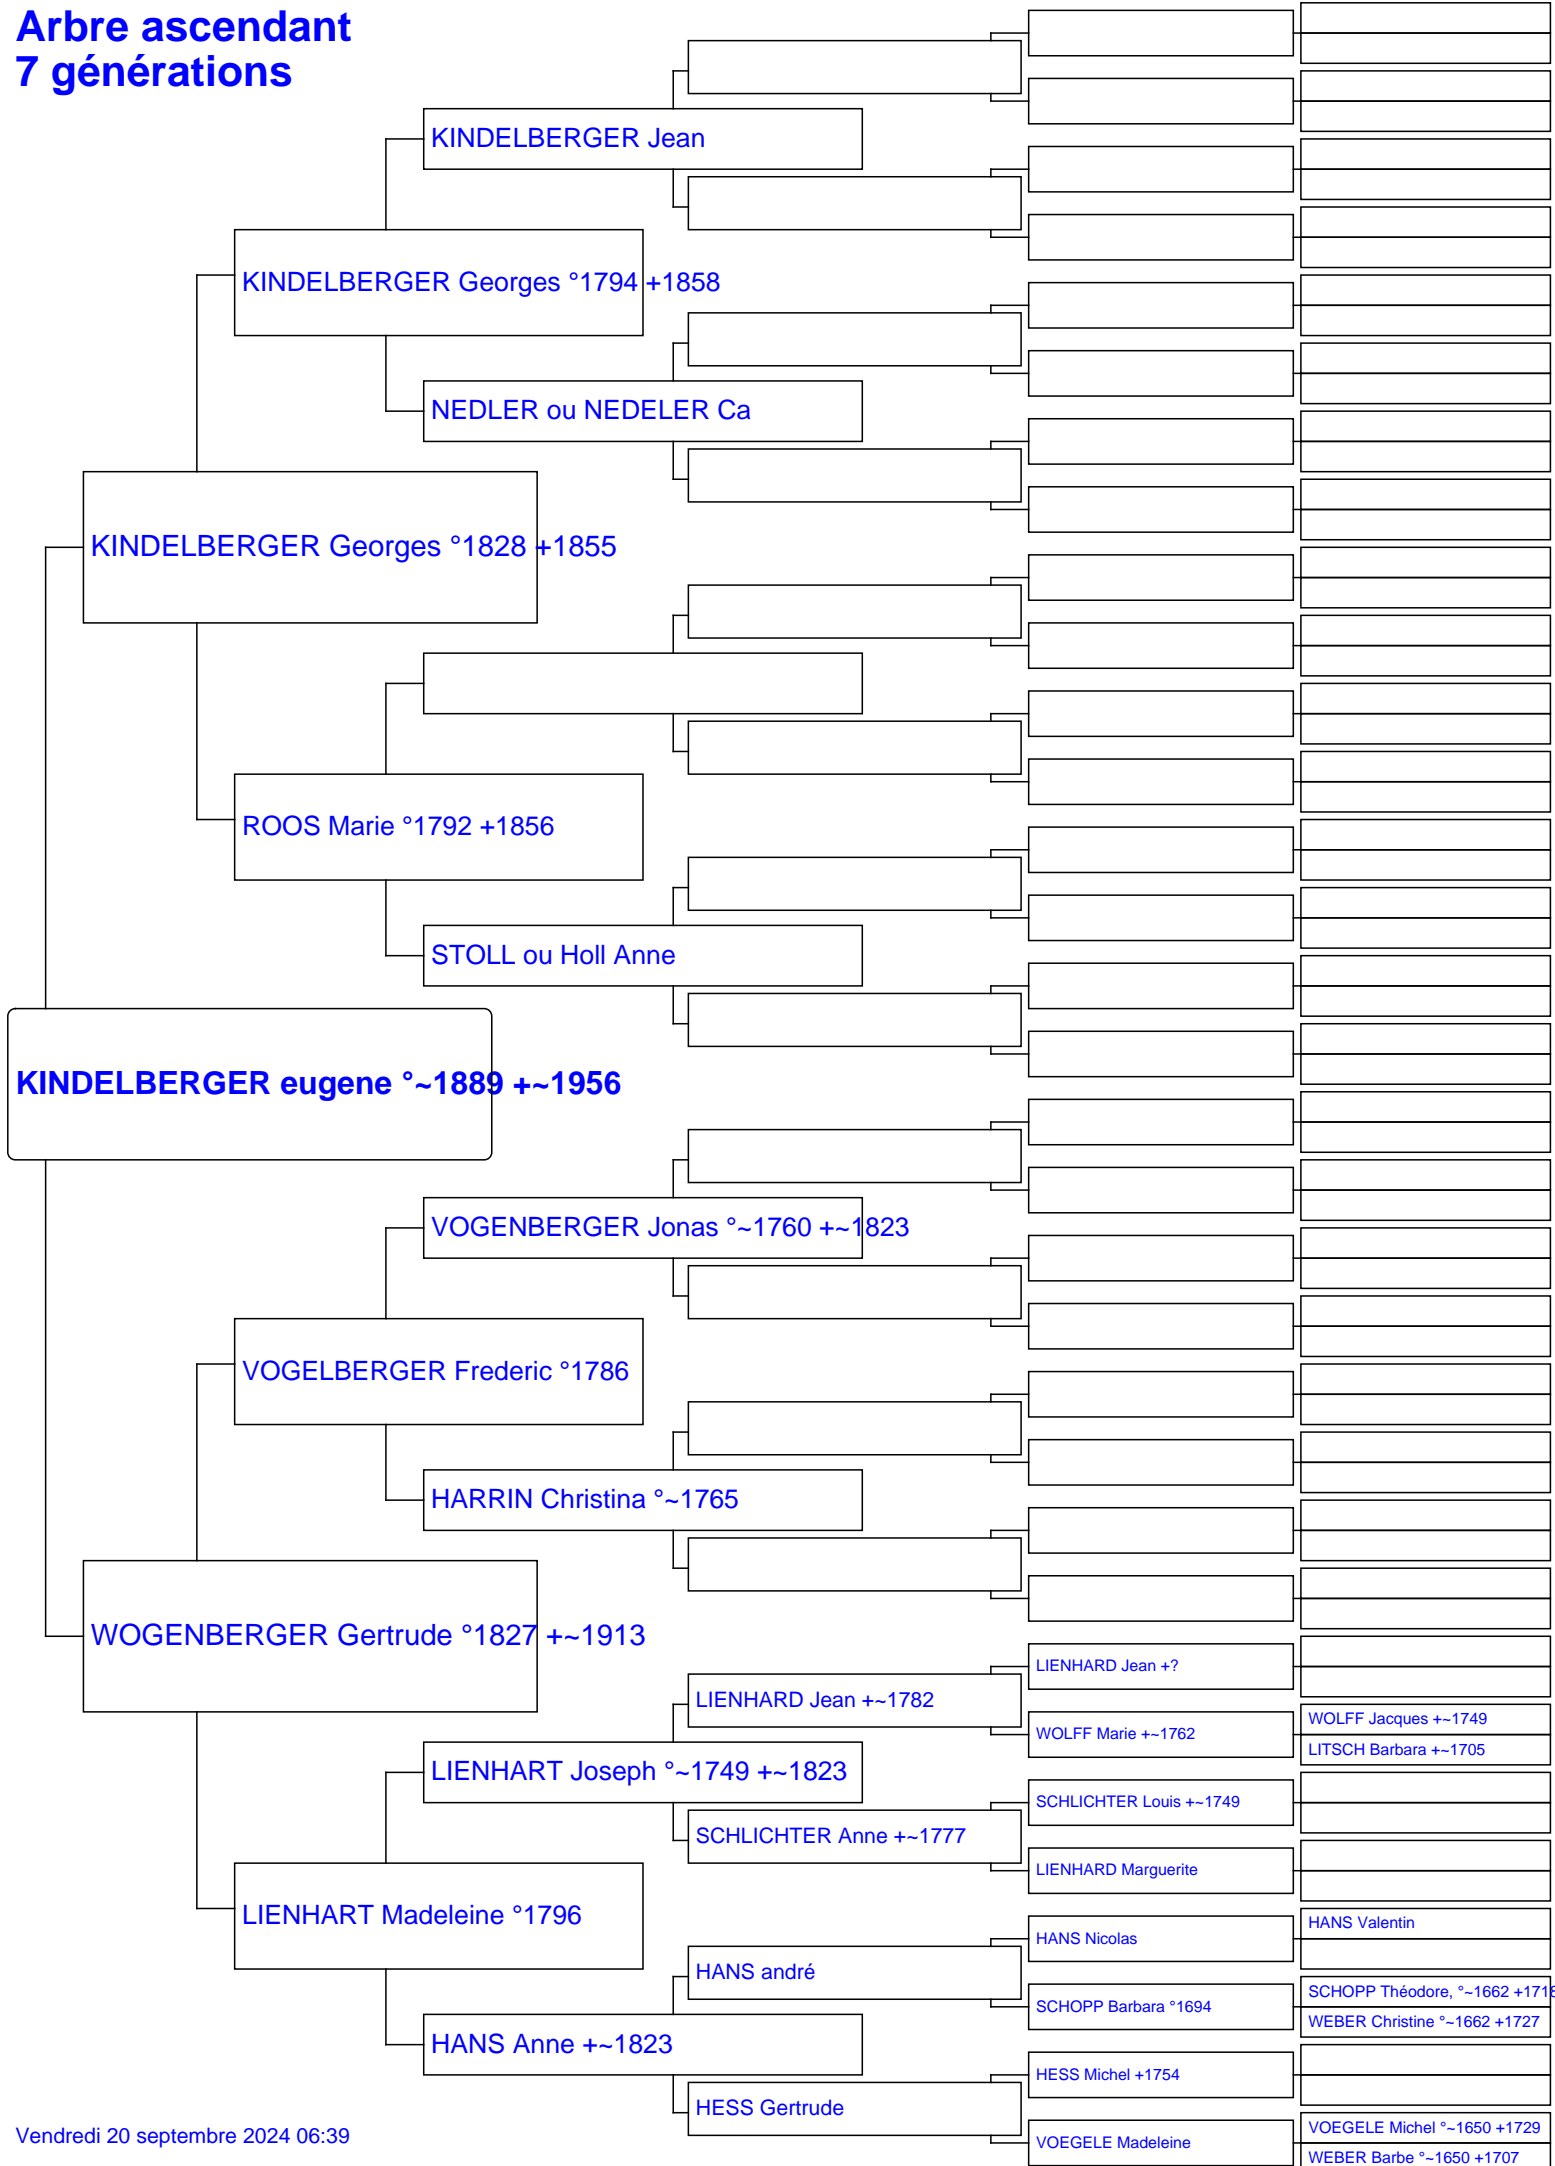 Arbre ascendant
7 générations
KINDELBERGER Jean
KINDELBERGER Georges °1794 +1858
NEDLER ou NEDELER Ca
KINDELBERGER Georges °1828 +1855
ROOS Marie °1792 +1856
STOLL ou Holl Anne
KINDELBERGER eugene °~1889 +~1956
VOGENBERGER Jonas °~1760 +~1823
VOGELBERGER Frederic °1786
HARRIN Christina °~1765
WOGENBERGER Gertrude °1827 +~1913
LIENHARD Jean +?
LIENHARD Jean +~1782
WOLFF Jacques +~1749
WOLFF Marie +~1762
LITSCH Barbara +~1705
LIENHART Joseph °~1749 +~1823
SCHLICHTER Louis +~1749
SCHLICHTER Anne +~1777
LIENHARD Marguerite
LIENHART Madeleine °1796
HANS Valentin
HANS Nicolas
HANS andré
SCHOPP Théodore, °~1662 +1718
SCHOPP Barbara °1694
WEBER Christine °~1662 +1727
HANS Anne +~1823
HESS Michel +1754
HESS Gertrude
VOEGELE Michel °~1650 +1729
VOEGELE Madeleine
WEBER Barbe °~1650 +1707
Vendredi 20 septembre 2024 06:39